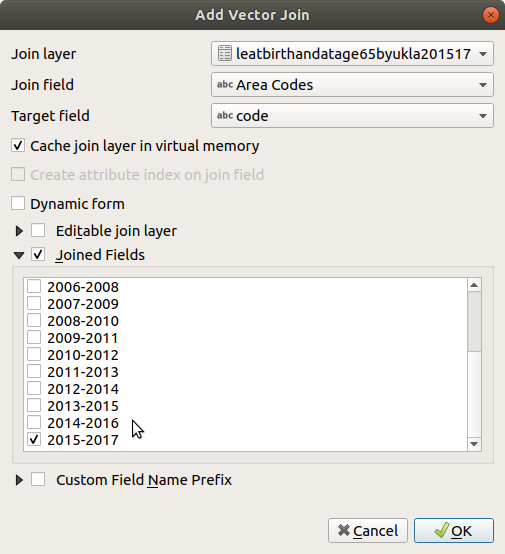 Add Vector Join
Join layer leatbirthandatage65byukla201517
Join field abc Area Codes
Target field abc code
Cache join layer in virtual memory
Create attribute index on join field
Dynamic form
Editable join layer
Joined Fields
2006-2008
2007-2009
2008-2010
2009-2011
2010-2012
2011-2013
2012-2014
2013-2015
2014-2016
2015-2017
Custom Field Name Prefix
Cancel OK